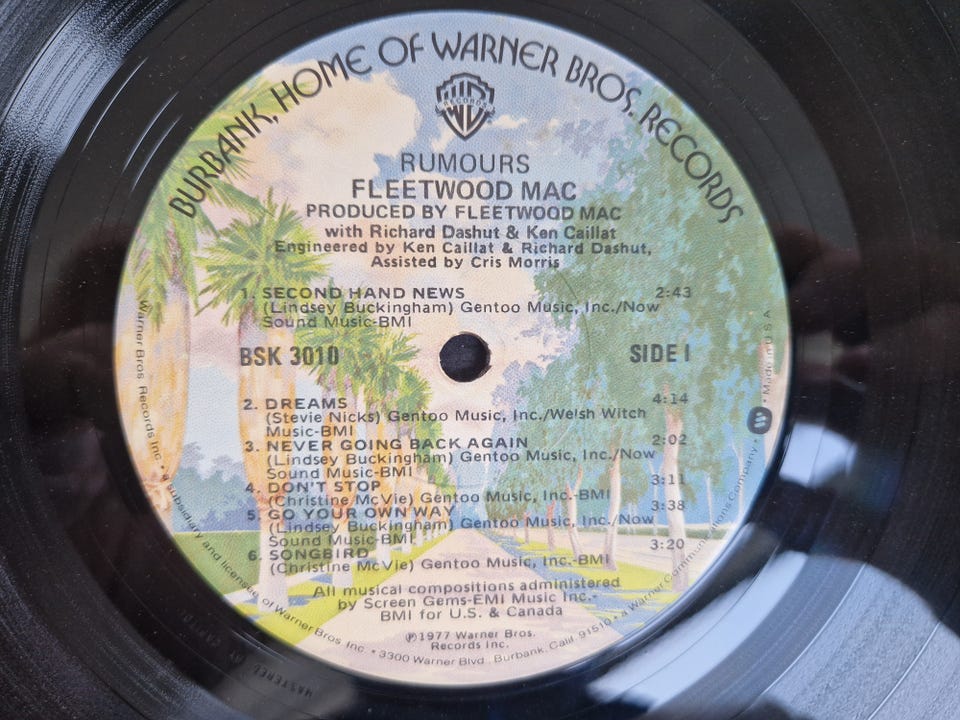 BURBANK, HOME OF WARNER BROS. RECORDS
RECORDS
RUMOURS
FLEETWOOD MAC
PRODUCED BY FLEETWOOD MAC
with Richard Dashut & Ken Caillat
Engineered by Ken Caillat & Richard Dashut,
Assisted by Cris Morris
1. SECOND HAND NEWS 2:43
(Lindsey Buckingham) Gentoo Music, Inc./Now
Sound Music-BMI
BSK 3010 SIDE I
2. DREAMS 4:14
(Stevie Nicks) Gentoo Music, Inc./Welsh Witch
Music-BMI
3. NEVER GOING BACK AGAIN 2:02
(Lindsey Buckingham) Gentoo Music, Inc./Now
Sound Music-BMI
4. DON'T STOP 3:11
(Christine McVie) Gentoo Music, Inc.-BMI
5. GO YOUR OWN WAY 3:38
(Lindsey Buckingham) Gentoo Music, Inc./Now
Sound Music-BMI
6. SONGBIRD 3:20
(Christine McVie) Gentoo Music, Inc.-BMI
All musical compositions administered
by Screen Gems-EMI Music Inc.-
BMI for U.S. & Canada
℗1977 Warner Bros.
Records Inc.
Warner Bros Records Inc. • a subsidiary and licensee of Warner Bros Inc. • 3300 Warner Blvd., Burbank, Calif. 91510 • a Warner Communications Company • Made in U.S.A.
MASTERED BY